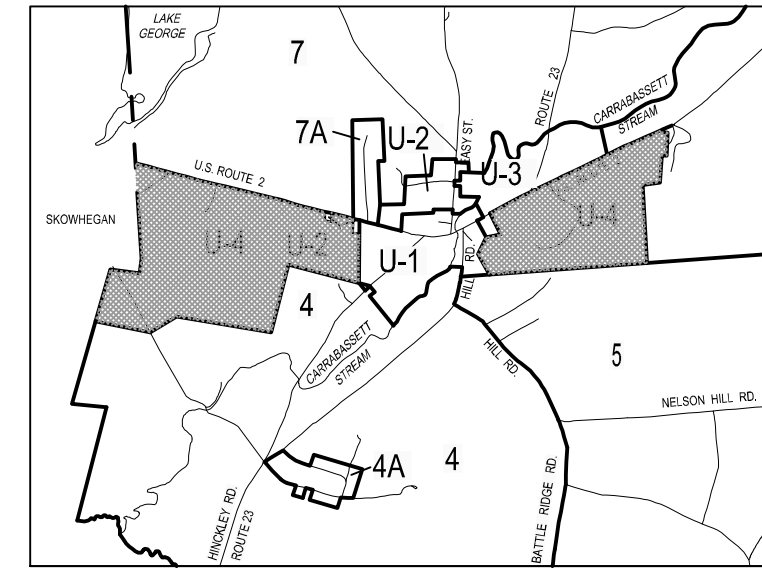 LAKE
GEORGE
7
ROUTE 23
CARRABASSETT
STREAM
EASY ST.
7A
U-2
U-3
U.S. ROUTE 2
SKOWHEGAN
U-4
U-2
U-4
U-1
HILL RD.
4
CARRABASSETT
STREAM
HILL RD.
5
NELSON HILL RD.
4A
4
HINCKLEY RD.
ROUTE 23
BATTLE RIDGE RD.